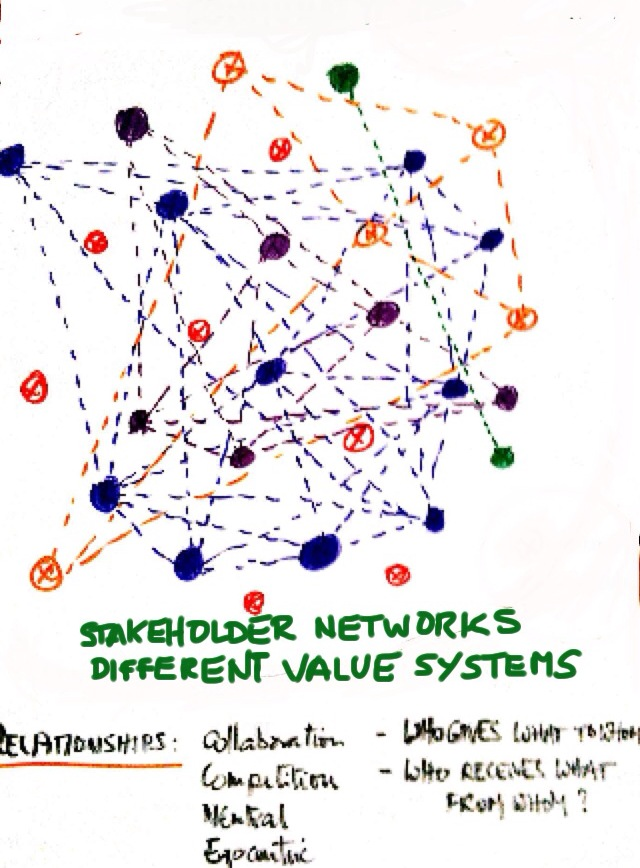 STAKEHOLDER NETWORKS
DIFFERENT VALUE SYSTEMS
RELATIONSHIPS:
Collaboration
Competition
Neutral
Egocentric
- WHO GIVES WHAT TO WHOM
- WHO RECEIVES WHAT
FROM WHOM?